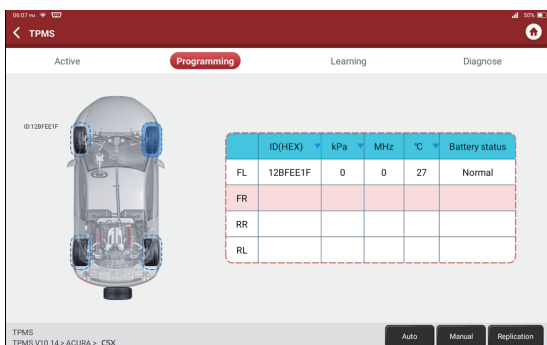 06:07 PM 50%
TPMS
Active Programming Learning Diagnose
ID:12BFEE1F
ID(HEX) kPa MHz ℃ Battery status
FL 12BFEE1F 0 0 27 Normal
FR
RR
RL
TPMS
TPMS V10.14 > ACURA > CSX
Auto Manual Replication